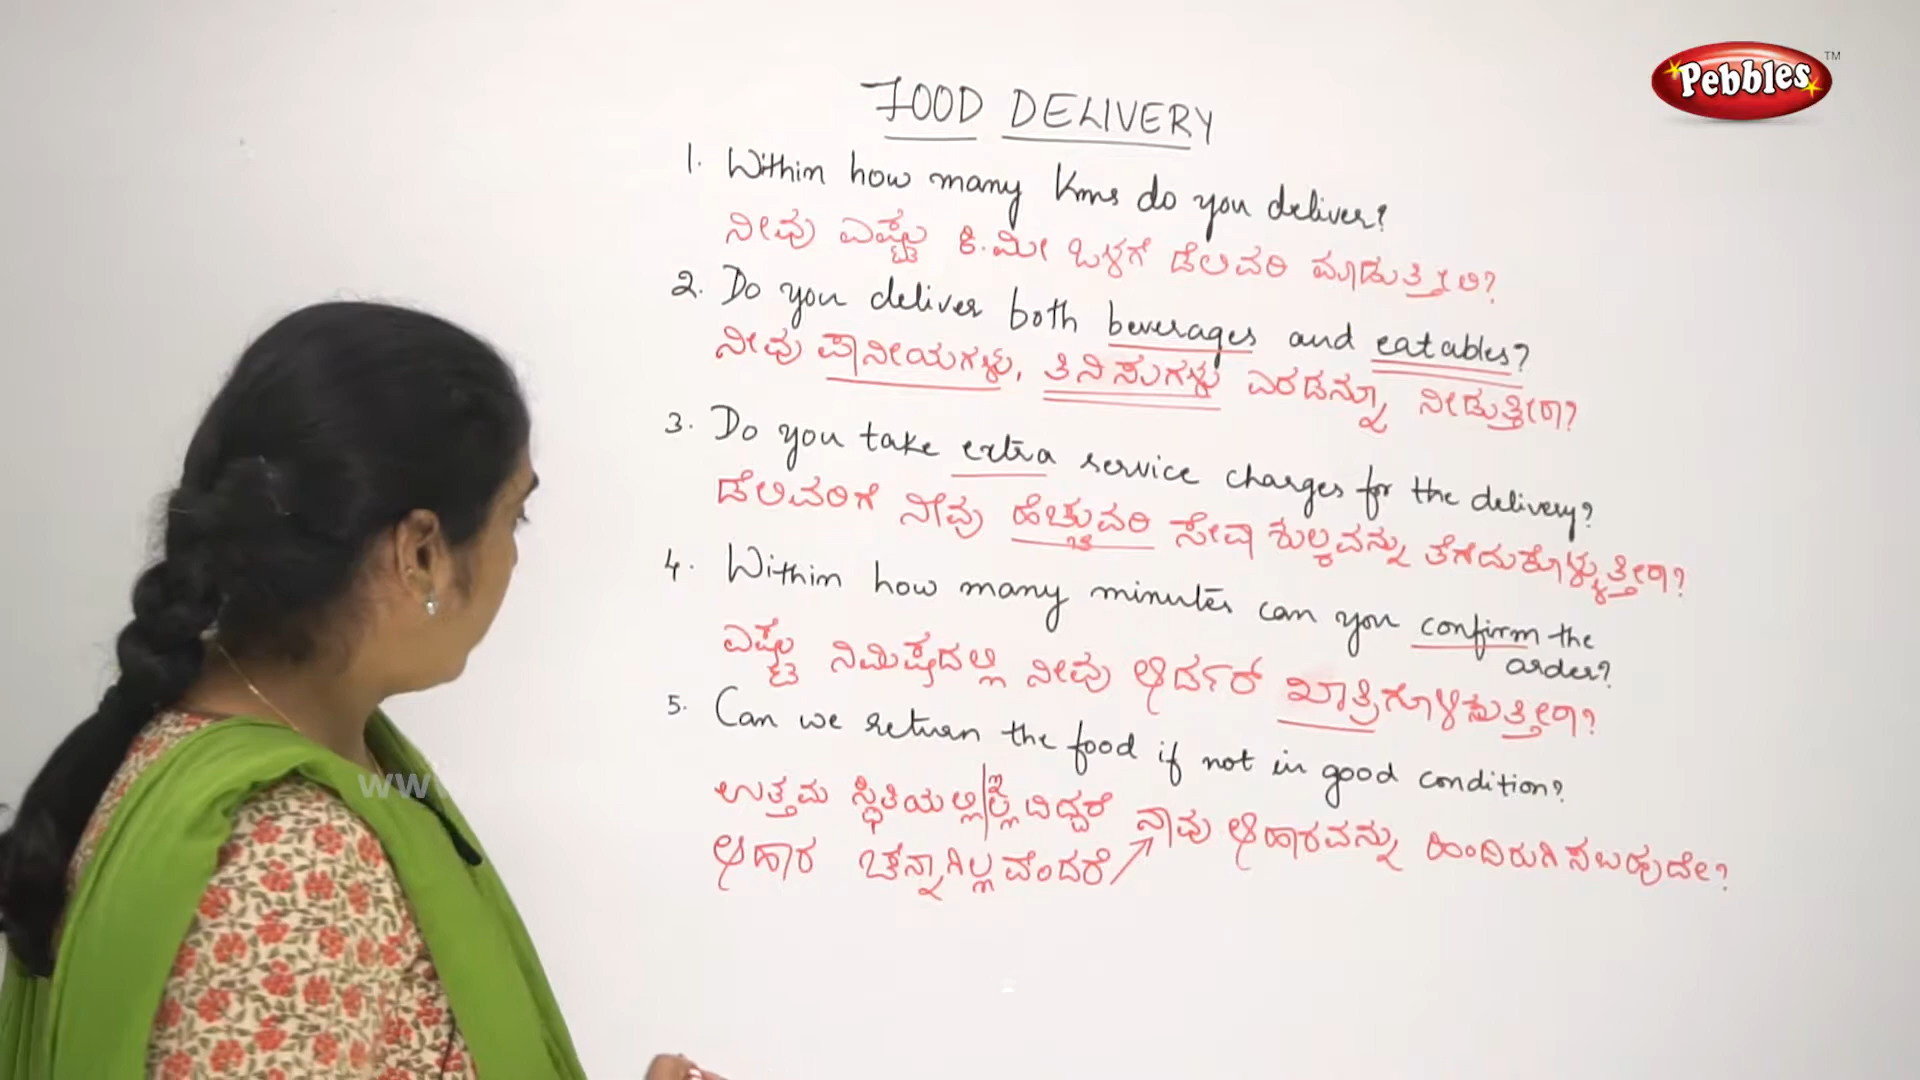 Pebbles TM
FOOD DELIVERY
1. Within how many Kms do you deliver?
ನೀವು ಎಷ್ಟು ಕಿ.ಮೀ ಒಳಗೆ ಡೆಲಿವರಿ ಮಾಡುತ್ತೀರಿ?
2. Do you deliver both beverages and eatables?
ನೀವು ಪಾನೀಯಗಳು, ತಿನಿಸುಗಳು ಎರಡನ್ನೂ ನೀಡುತ್ತೀರಾ?
3. Do you take extra service charges for the delivery?
ಡೆಲಿವರಿಗೆ ನೀವು ಹೆಚ್ಚುವರಿ ಸೇವಾ ಶುಲ್ಕವನ್ನು ತೆಗೆದುಕೊಳ್ಳುತ್ತೀರಾ?
4. Within how many minutes can you confirm the
order?
ಎಷ್ಟು ನಿಮಿಷದಲ್ಲಿ ನೀವು ಆರ್ಡರ್ ಖಾತ್ರಿಗೊಳಿಸುತ್ತೀರಾ?
5. Can we return the food if not in good condition?
ಉತ್ತಮ ಸ್ಥಿತಿಯಲ್ಲಿ|ಇಲ್ಲದಿದ್ದರೆ ನಾವು ಆಹಾರವನ್ನು ಹಿಂದಿರುಗಿಸಬಹುದೇ?
ಆಹಾರ ಚೆನ್ನಾಗಿಲ್ಲವೆಂದರೆ